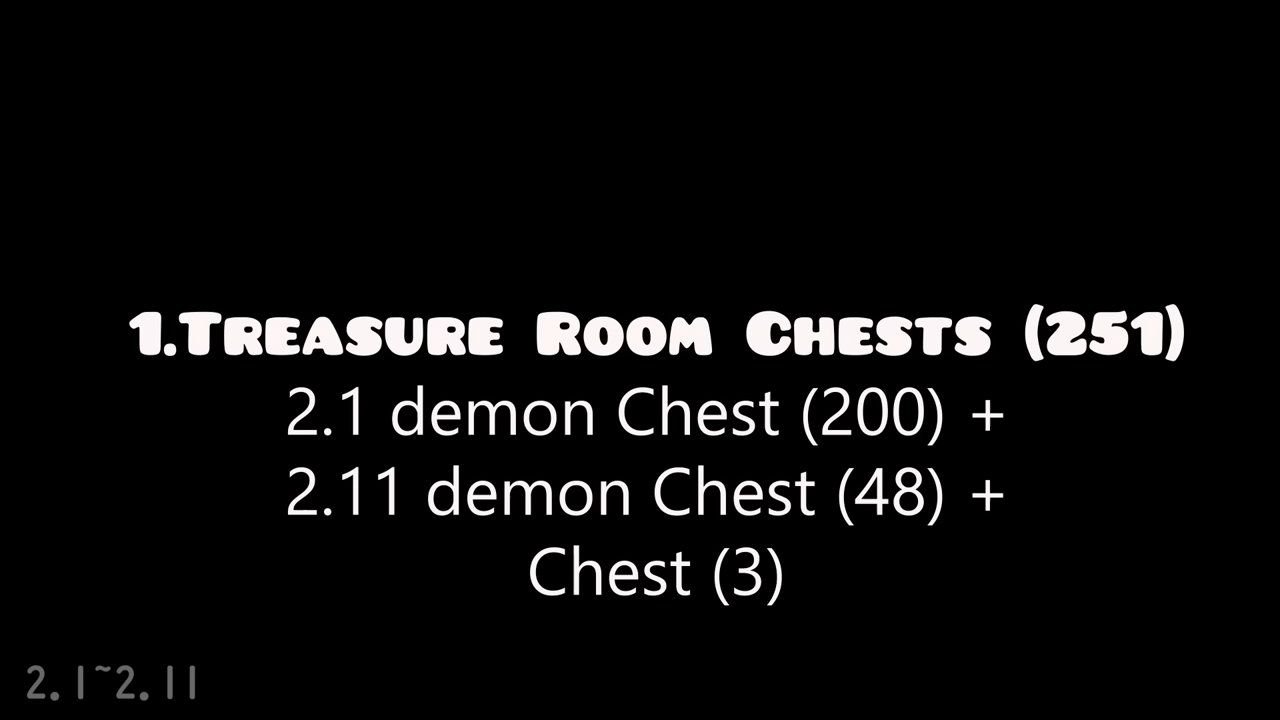 1.Treasure Room Chests (251)
2.1 demon Chest (200) +
2.11 demon Chest (48) +
Chest (3)
2.1~2.11